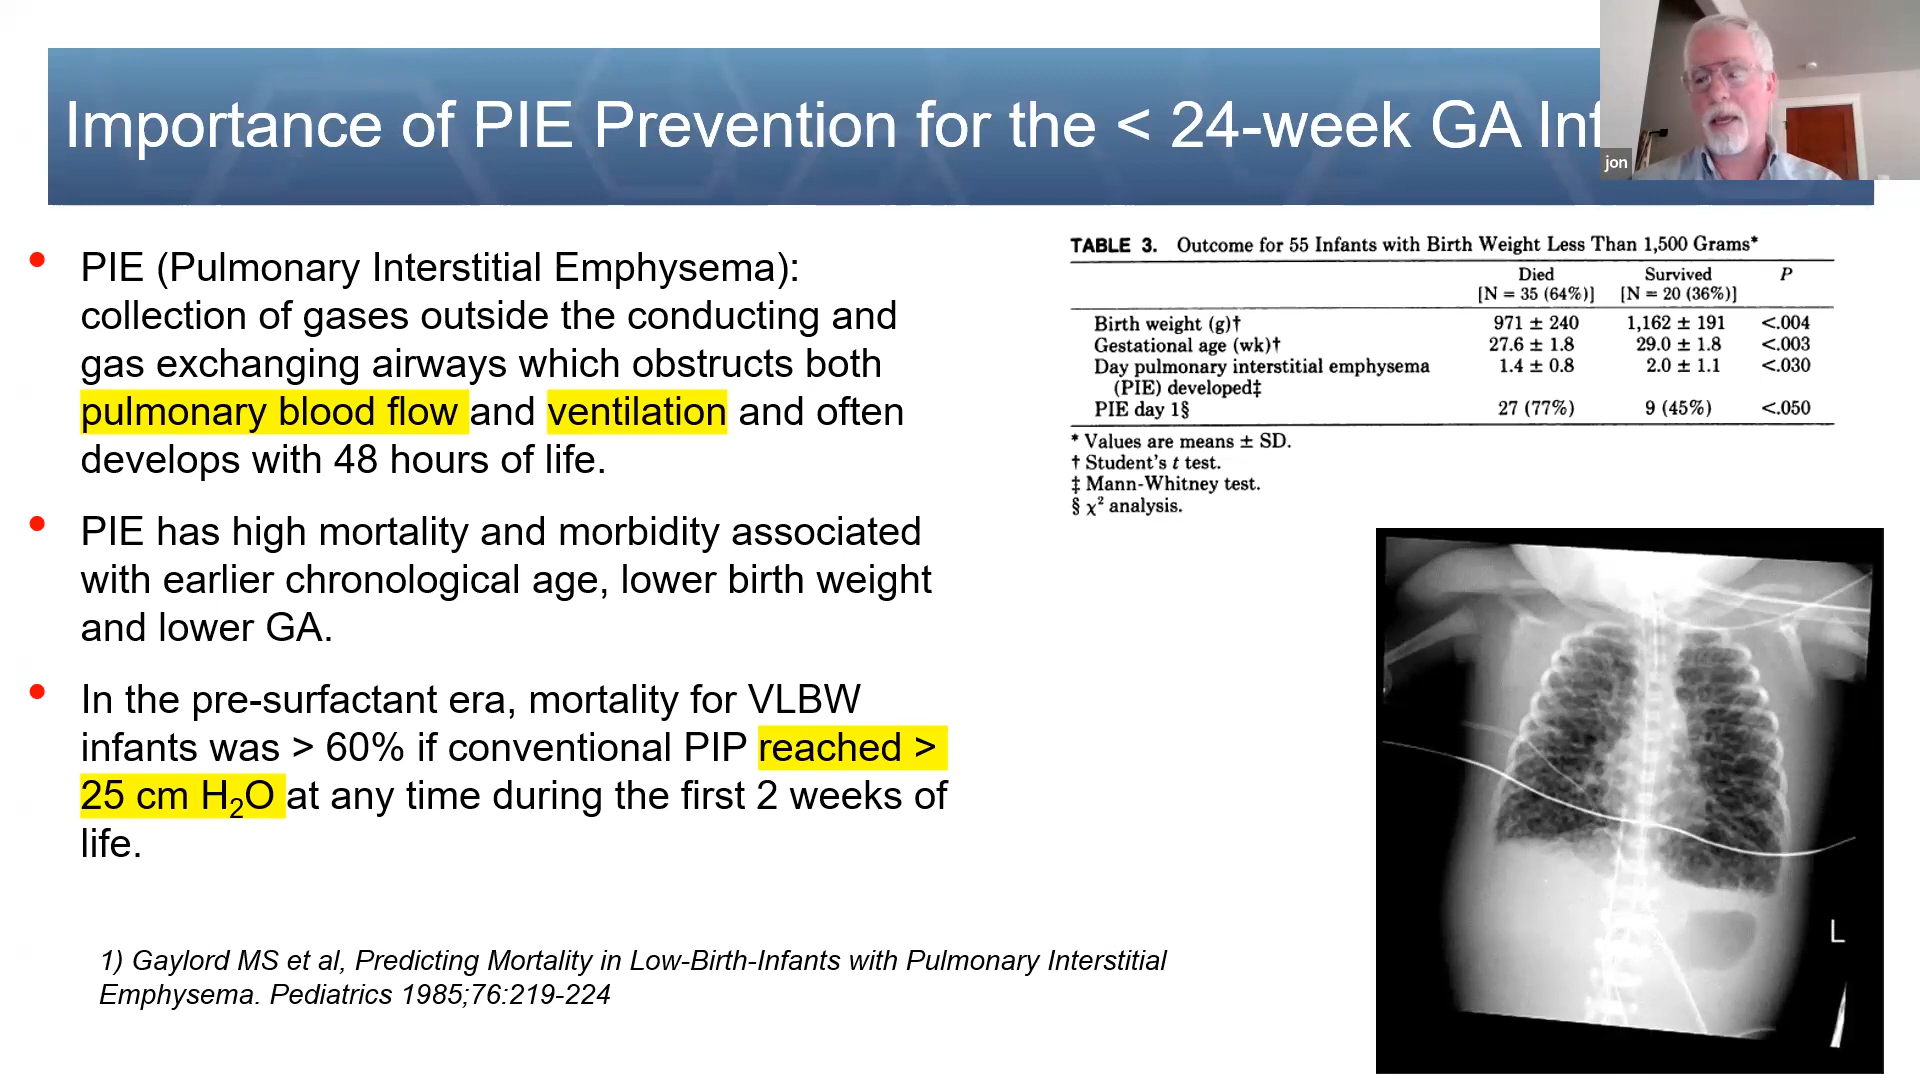 Importance of PIE Prevention for the < 24-week GA Inf
jon
• PIE (Pulmonary Interstitial Emphysema):
collection of gases outside the conducting and
gas exchanging airways which obstructs both
pulmonary blood flow and ventilation and often
develops with 48 hours of life.
• PIE has high mortality and morbidity associated
with earlier chronological age, lower birth weight
and lower GA.
• In the pre-surfactant era, mortality for VLBW
infants was > 60% if conventional PIP reached >
25 cm H₂O at any time during the first 2 weeks of
life.
1) Gaylord MS et al, Predicting Mortality in Low-Birth-Infants with Pulmonary Interstitial
Emphysema. Pediatrics 1985;76:219-224
TABLE 3. Outcome for 55 Infants with Birth Weight Less Than 1,500 Grams*
Died Survived P
[N = 35 (64%)] [N = 20 (36%)]
Birth weight (g)† 971 ± 240 1,162 ± 191 <.004
Gestational age (wk)† 27.6 ± 1.8 29.0 ± 1.8 <.003
Day pulmonary interstitial emphysema 1.4 ± 0.8 2.0 ± 1.1 <.030
(PIE) developed‡
PIE day 1§ 27 (77%) 9 (45%) <.050
* Values are means ± SD.
† Student's t test.
‡ Mann-Whitney test.
§ χ² analysis.
L